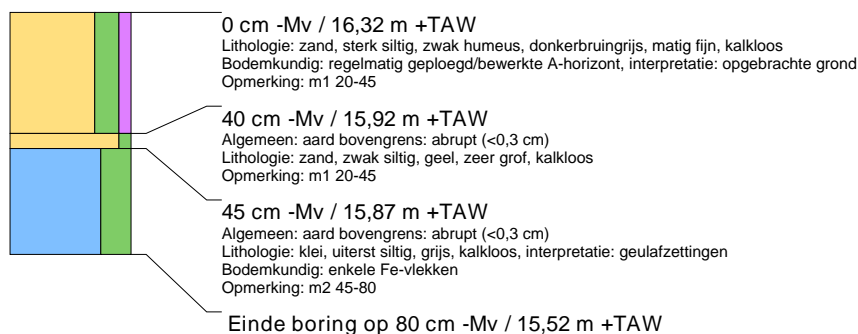 0 cm -Mv / 16,32 m +TAW
Lithologie: zand, sterk siltig, zwak humeus, donkerbruingrijs, matig fijn, kalkloos
Bodemkundig: regelmatig geploegd/bewerkte A-horizont, interpretatie: opgebrachte grond
Opmerking: m1 20-45
40 cm -Mv / 15,92 m +TAW
Algemeen: aard bovengrens: abrupt (<0,3 cm)
Lithologie: zand, zwak siltig, geel, zeer grof, kalkloos
Opmerking: m1 20-45
45 cm -Mv / 15,87 m +TAW
Algemeen: aard bovengrens: abrupt (<0,3 cm)
Lithologie: klei, uiterst siltig, grijs, kalkloos, interpretatie: geulafzettingen
Bodemkundig: enkele Fe-vlekken
Opmerking: m2 45-80
Einde boring op 80 cm -Mv / 15,52 m +TAW